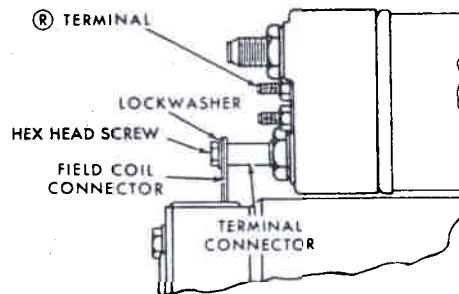 Ⓡ TERMINAL
LOCKWASHER
HEX HEAD SCREW
FIELD COIL
CONNECTOR
TERMINAL
CONNECTOR